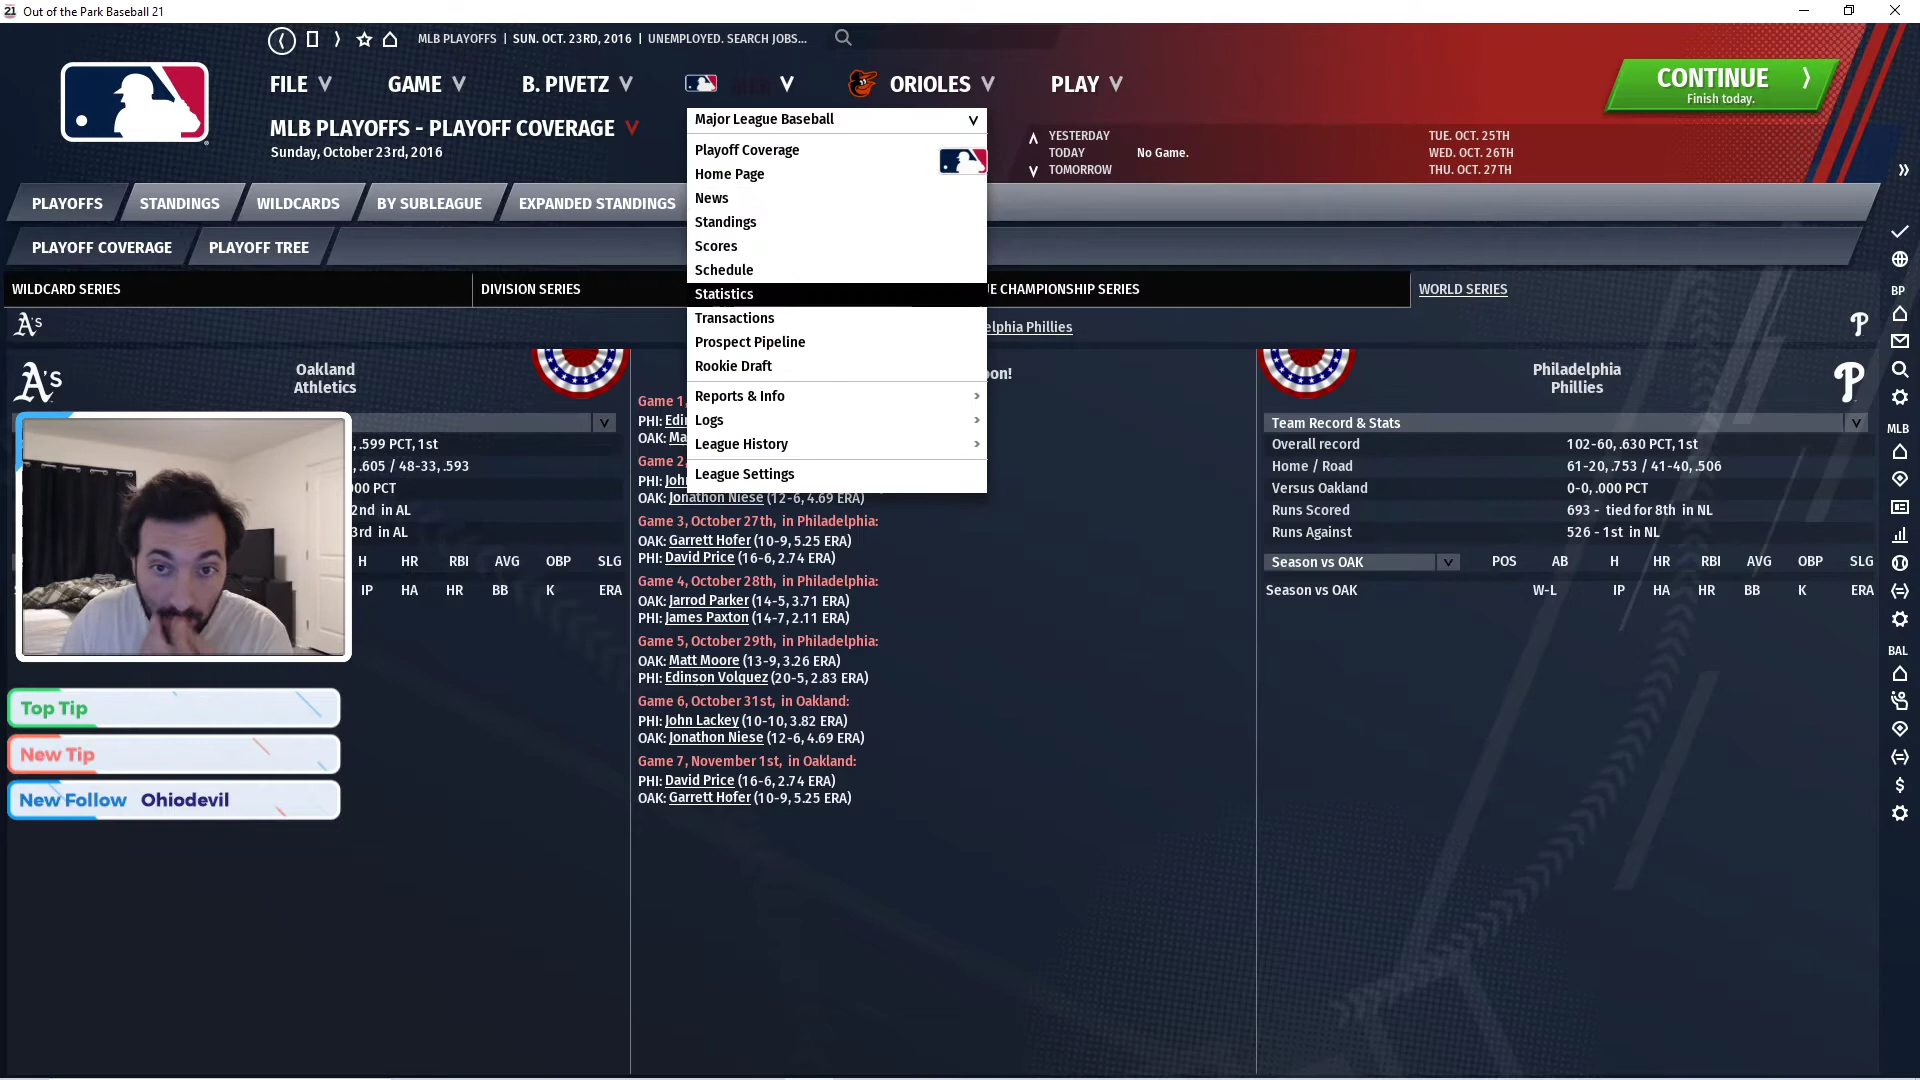 Out of the Park Baseball 21
MLB PLAYOFFS | SUN. OCT. 23RD, 2016 | UNEMPLOYED. SEARCH JOBS...
FILE GAME B. PIVETZ ORIOLES PLAY
CONTINUE
Finish today.
MLB PLAYOFFS - PLAYOFF COVERAGE
Sunday, October 23rd, 2016
YESTERDAY
TODAY No Game.
TOMORROW
TUE. OCT. 25TH
WED. OCT. 26TH
THU. OCT. 27TH
PLAYOFFS STANDINGS WILDCARDS BY SUBLEAGUE EXPANDED STANDINGS
PLAYOFF COVERAGE PLAYOFF TREE
Major League Baseball
Playoff Coverage
Home Page
News
Standings
Scores
Schedule
Statistics
Transactions
Prospect Pipeline
Rookie Draft
Reports & Info
Logs
League History
League Settings
WILDCARD SERIES DIVISION SERIES E CHAMPIONSHIP SERIES WORLD SERIES
A's elphia Phillies P
A's Oakland
Athletics
, .599 PCT, 1st
, .605 / 48-33, .593
00 PCT
2nd in AL
3rd in AL
H HR RBI AVG OBP SLG
IP HA HR BB K ERA
oon!
Game 1,
PHI: Edin
OAK: Ma
Game 2,
PHI: Joh
OAK: Jonathon Niese (12-6, 4.69 ERA)
Game 3, October 27th, in Philadelphia:
OAK: Garrett Hofer (10-9, 5.25 ERA)
PHI: David Price (16-6, 2.74 ERA)
Game 4, October 28th, in Philadelphia:
OAK: Jarrod Parker (14-5, 3.71 ERA)
PHI: James Paxton (14-7, 2.11 ERA)
Game 5, October 29th, in Philadelphia:
OAK: Matt Moore (13-9, 3.26 ERA)
PHI: Edinson Volquez (20-5, 2.83 ERA)
Game 6, October 31st, in Oakland:
PHI: John Lackey (10-10, 3.82 ERA)
OAK: Jonathon Niese (12-6, 4.69 ERA)
Game 7, November 1st, in Oakland:
PHI: David Price (16-6, 2.74 ERA)
OAK: Garrett Hofer (10-9, 5.25 ERA)
Philadelphia
Phillies
P
Team Record & Stats
Overall record 102-60, .630 PCT, 1st
Home / Road 61-20, .753 / 41-40, .506
Versus Oakland 0-0, .000 PCT
Runs Scored 693 - tied for 8th in NL
Runs Against 526 - 1st in NL
Season vs OAK POS AB H HR RBI AVG OBP SLG
Season vs OAK W-L IP HA HR BB K ERA
Top Tip
New Tip
New Follow Ohiodevil
BP
MLB
BAL